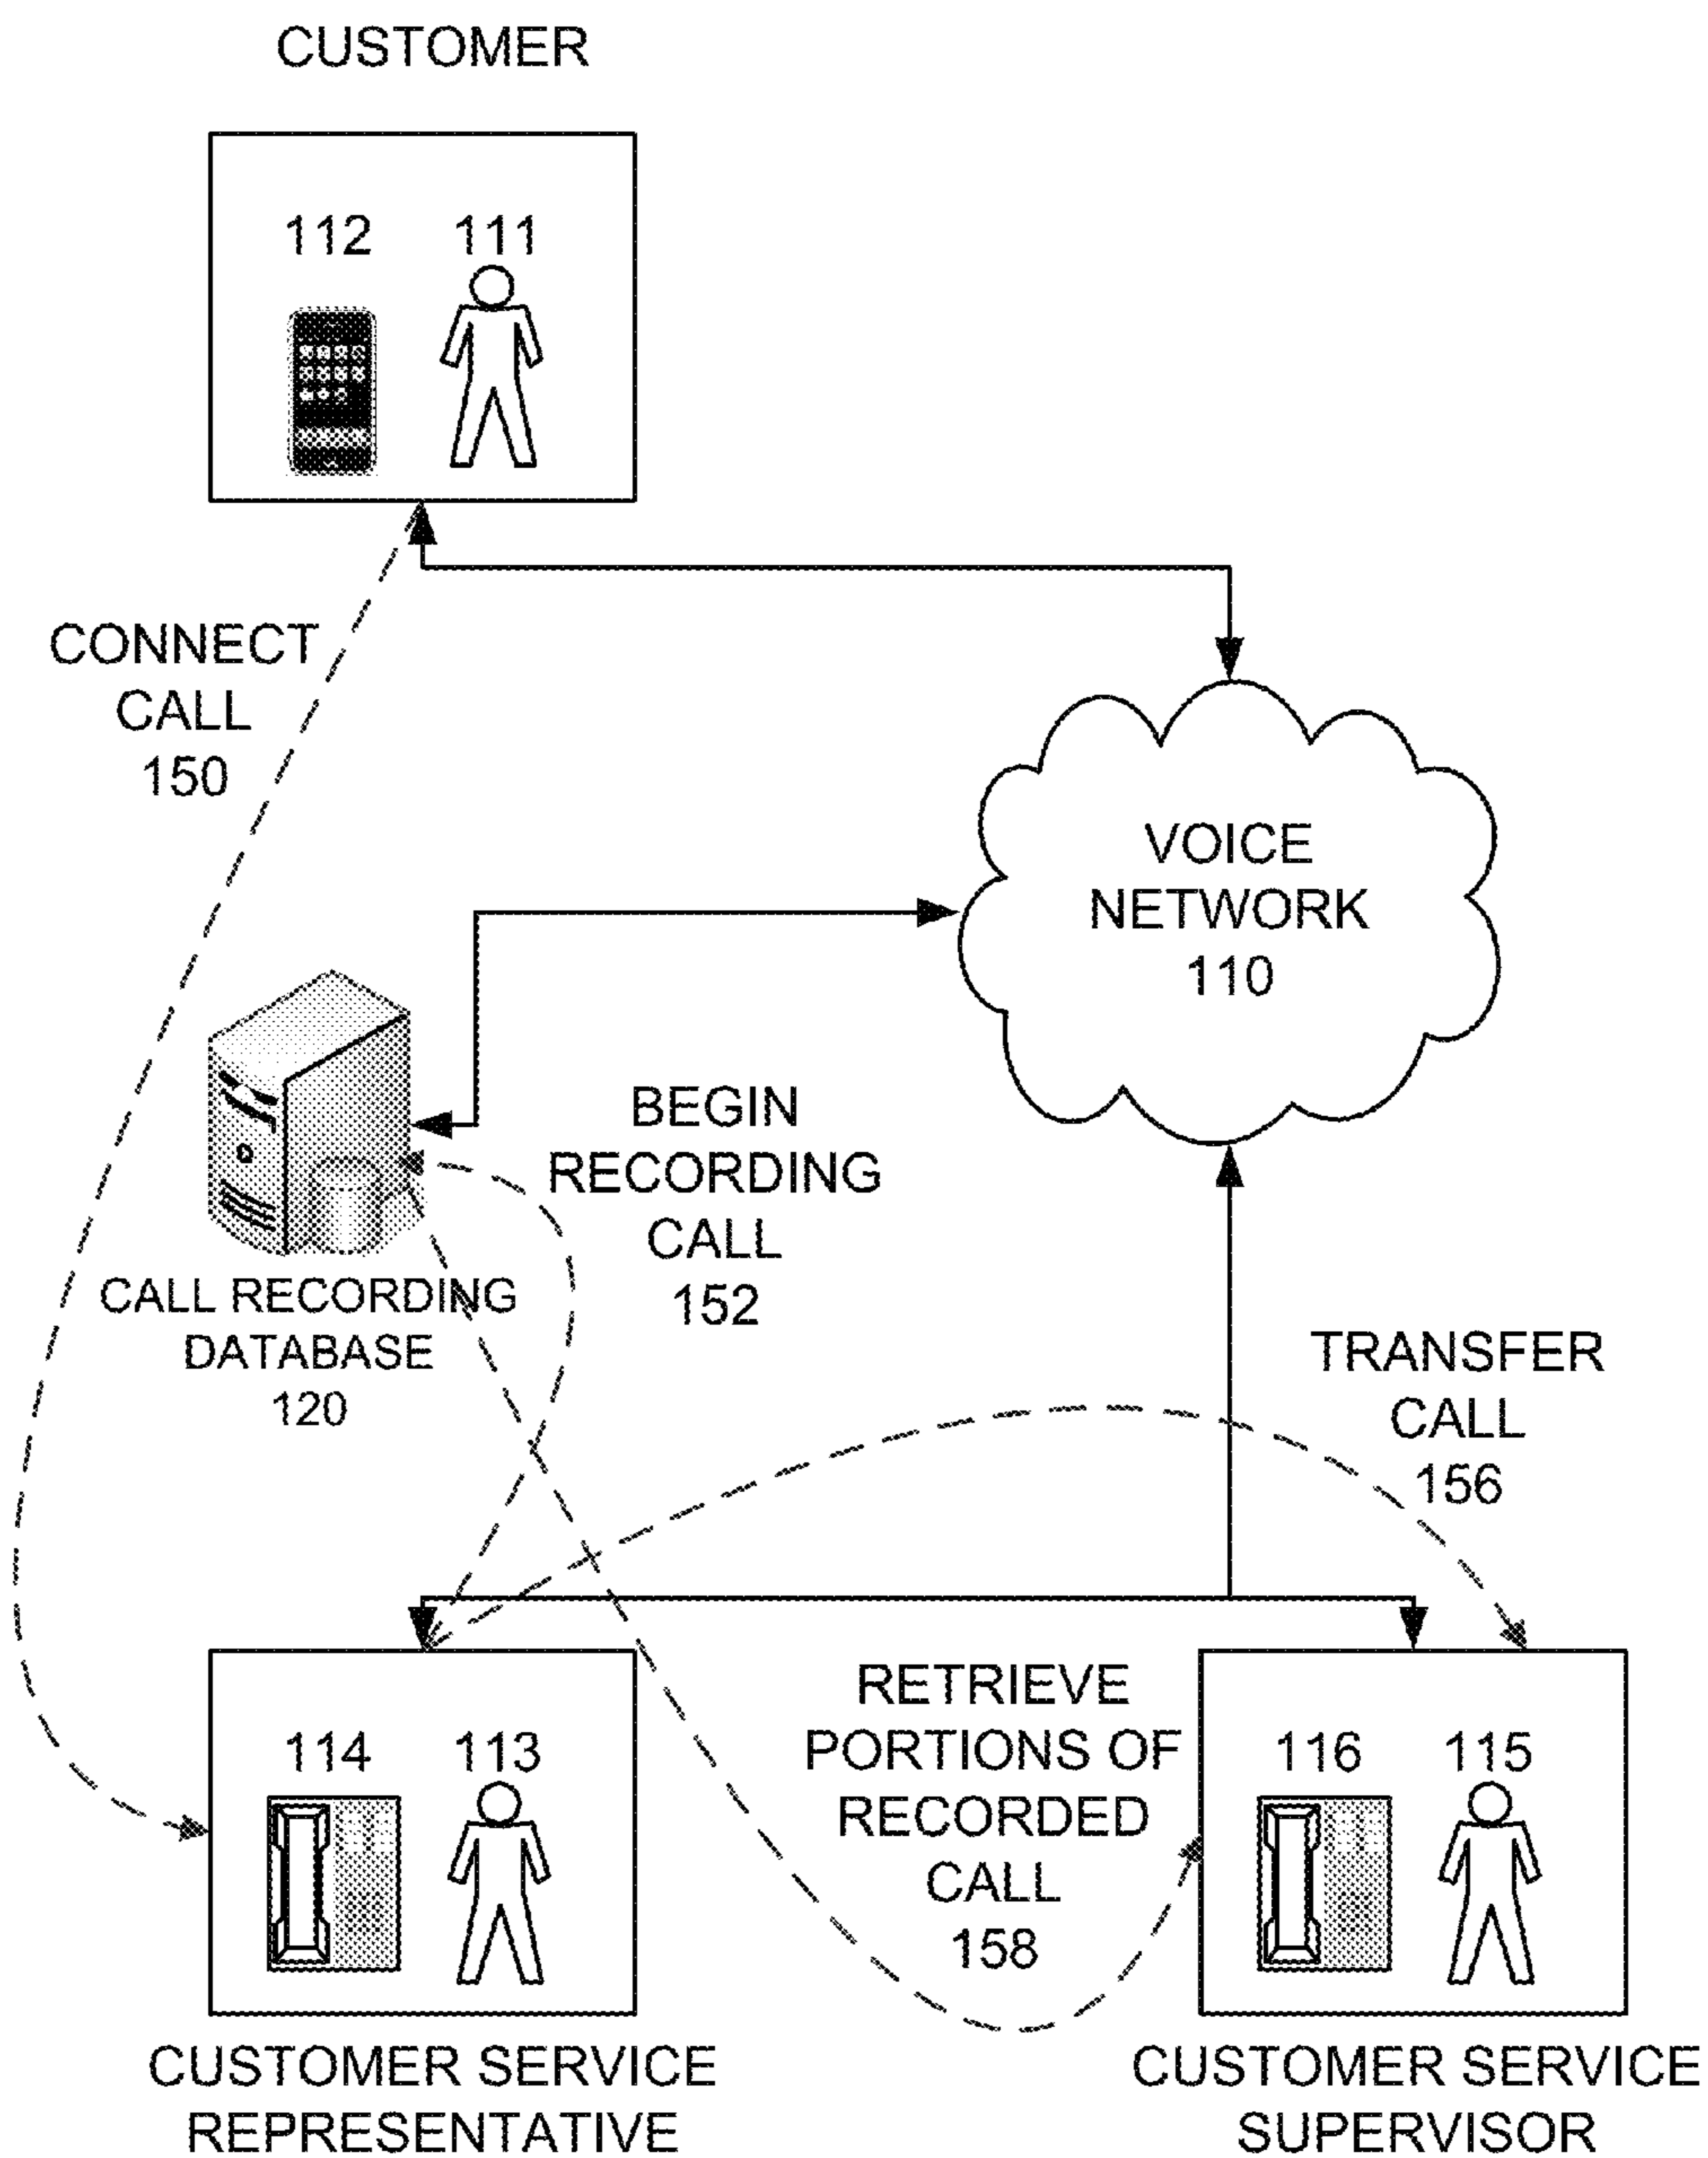 CUSTOMER
112 111
CONNECT
CALL
150
VOICE
NETWORK
110
BEGIN
RECORDING
CALL
152
CALL RECORDING
DATABASE
120
TRANSFER
CALL
156
RETRIEVE
PORTIONS OF
RECORDED
CALL
158
114 113
116 115
CUSTOMER SERVICE
REPRESENTATIVE
CUSTOMER SERVICE
SUPERVISOR